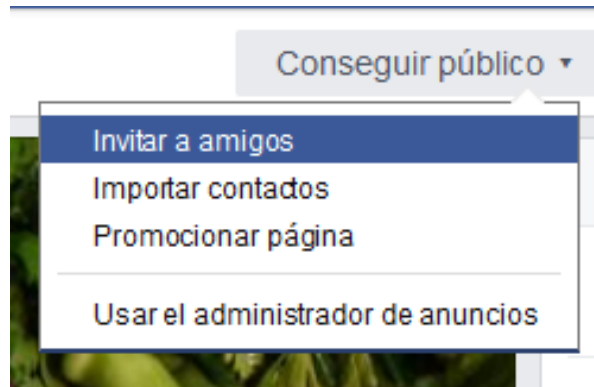 Conseguir público
Invitar a amigos
Importar contactos
Promocionar página
Usar el administrador de anuncios